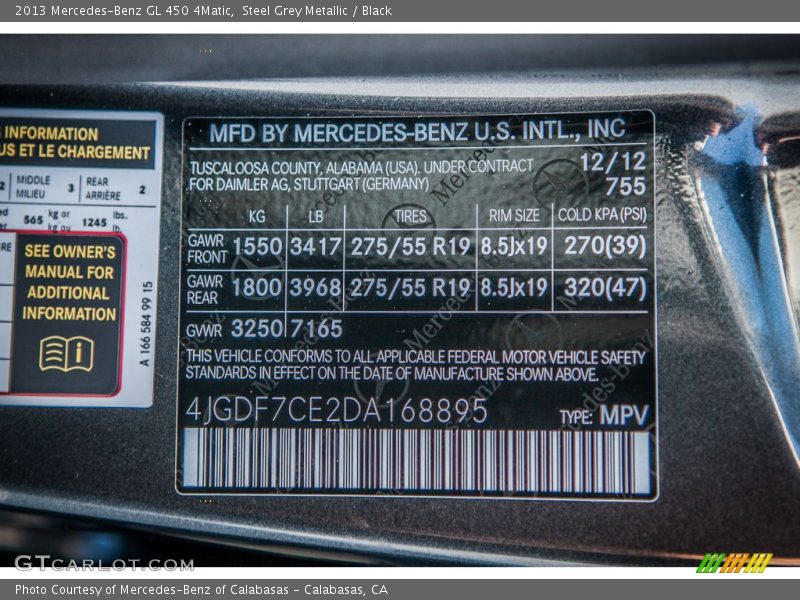 2013 Mercedes-Benz GL 450 4Matic, Steel Grey Metallic / Black
INFORMATION
US ET LE CHARGEMENT
2 MIDDLE MILIEU 3 REAR ARRIÈRE 2
565 kg or kg ou 1245 lbs. lb.
SEE OWNER'S
MANUAL FOR
ADDITIONAL
INFORMATION
A 166 584 99 15
MFD BY MERCEDES-BENZ U.S. INTL., INC
TUSCALOOSA COUNTY, ALABAMA (USA). UNDER CONTRACT 12/12
FOR DAIMLER AG, STUTTGART (GERMANY) 755
KG LB TIRES RIM SIZE COLD KPA(PSI)
GAWR FRONT 1550 3417 275/55 R19 8.5Jx19 270(39)
GAWR REAR 1800 3968 275/55 R19 8.5Jx19 320(47)
GVWR 3250 7165
THIS VEHICLE CONFORMS TO ALL APPLICABLE FEDERAL MOTOR VEHICLE SAFETY
STANDARDS IN EFFECT ON THE DATE OF MANUFACTURE SHOWN ABOVE.
4JGDF7CE2DA168895 TYPE: MPV
GTCARLOT.COM
Photo Courtesy of Mercedes-Benz of Calabasas - Calabasas, CA